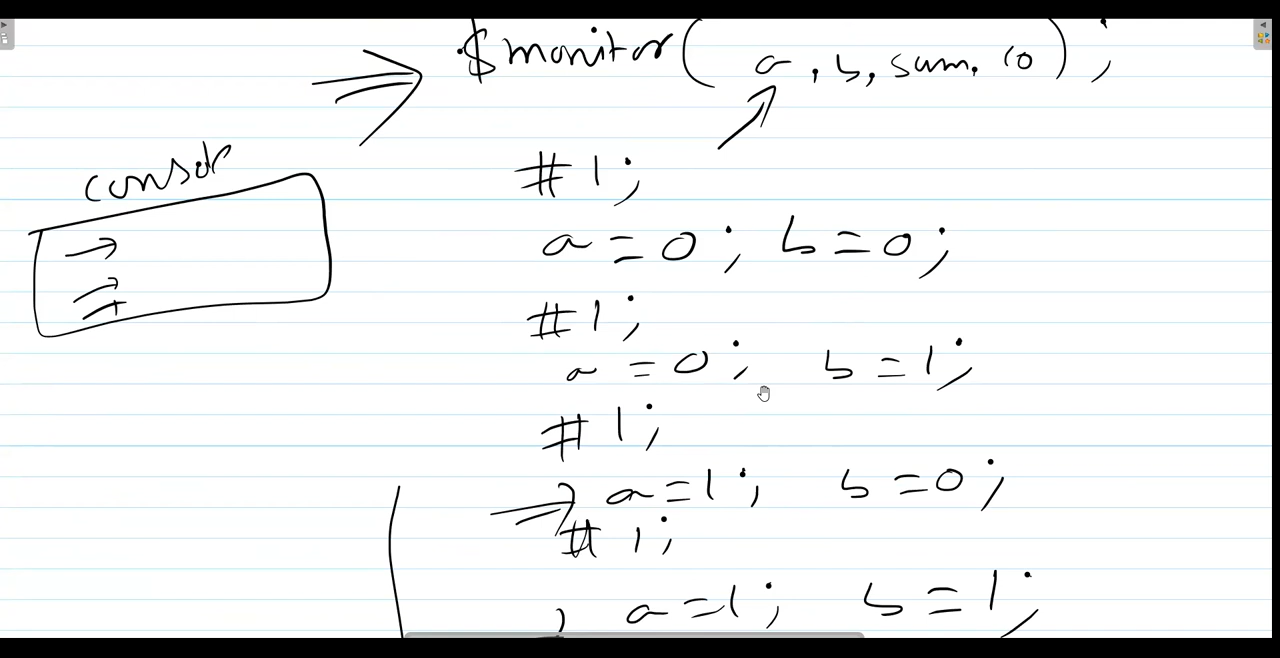 $monitor( a, b, sum, co );
console
#1;
a=0; b=0;
#1;
a=0; b=1;
#1;
a=1; b=0;
#1;
a=1; b=1;